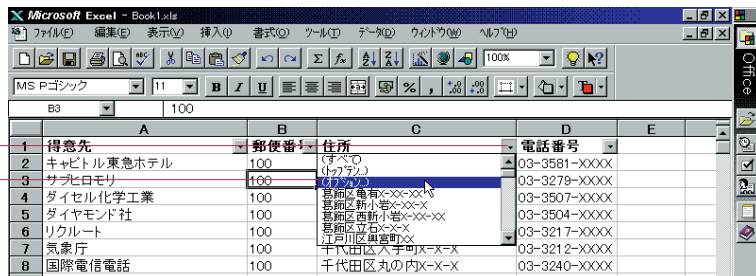 Microsoft Excel - Book1.xls
ファイル(F) 編集(E) 表示(V) 挿入(I) 書式(O) ツール(T) データ(D) ウィンドウ(W) ヘルプ(H)
100%
MS Pゴシック 11 B I U % ,
B3 100
A B C D E
1 得意先 郵便番号 住所 電話番号
2 キャピトル東急ホテル 100 03-3581-XXXX
3 サブヒロモリ 100 03-3279-XXXX
4 ダイセル化学工業 100 03-3507-XXXX
5 ダイヤモンド社 100 03-3504-XXXX
6 リクルート 100 03-3217-XXXX
7 気象庁 100 千代田区大手町X-X-X 03-3212-XXXX
8 国際電信電話 100 千代田区丸の内X-X-X 03-3240-XXXX
(すべて)
(トップテン...)
(オプション...)
葛飾区亀有X-XX-XX
葛飾区新小岩X-XX-X
葛飾区西新小岩X-XX-XX
葛飾区立石X-X-X
江戸川区興宮町XX
Office